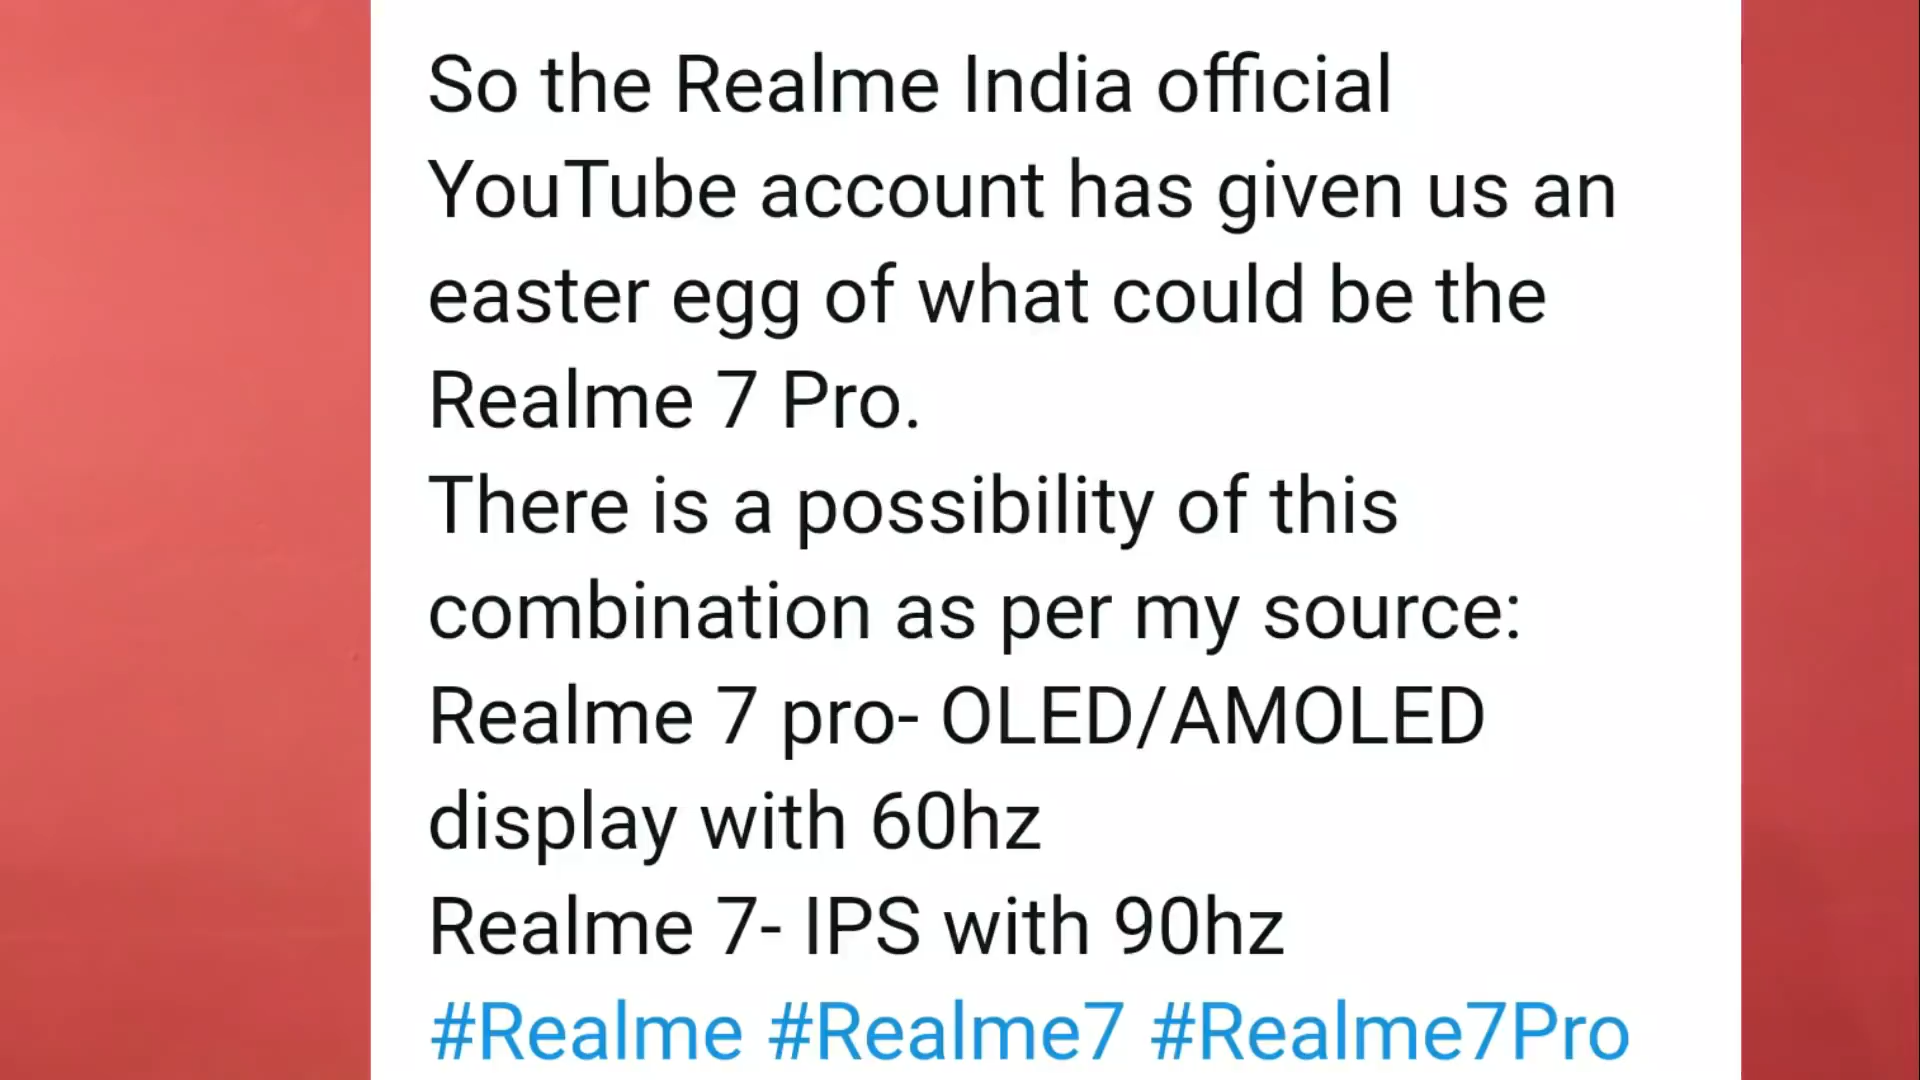 So the Realme India official
YouTube account has given us an
easter egg of what could be the
Realme 7 Pro.
There is a possibility of this
combination as per my source:
Realme 7 pro- OLED/AMOLED
display with 60hz
Realme 7- IPS with 90hz
#Realme #Realme7 #Realme7Pro